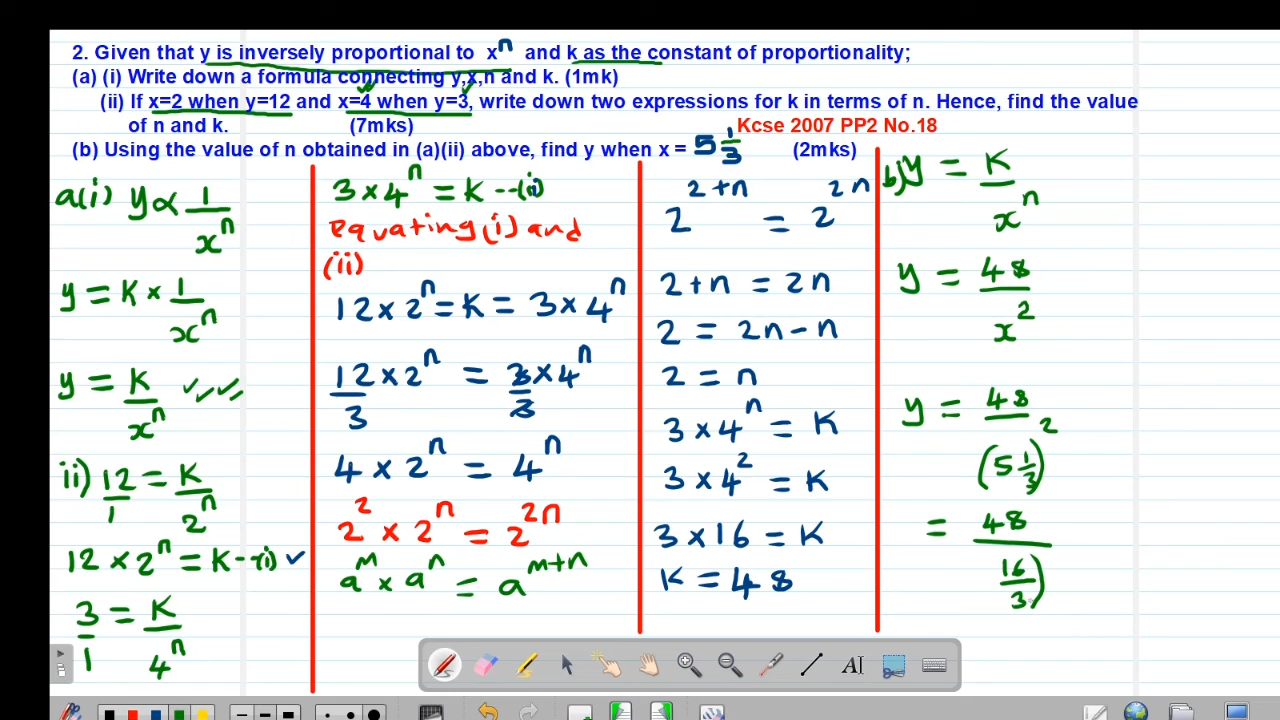 2. Given that y is inversely proportional to xⁿ and k as the constant of proportionality;
(a) (i) Write down a formula connecting y,x,n and k. (1mk)
(ii) If x=2 when y=12 and x=4 when y=3, write down two expressions for k in terms of n. Hence, find the value
of n and k. (7mks) Kcse 2007 PP2 No.18
(b) Using the value of n obtained in (a)(ii) above, find y when x = 5 1/3 (2mks)
a(i) y ∝ 1/xⁿ
y = K × 1/xⁿ
y = K/xⁿ ✓✓✓
ii) 12/1 = K/2ⁿ
12 × 2ⁿ = K --(i) ✓
3/1 = K/4ⁿ
3 × 4ⁿ = K --(ii)
equating (i) and
(ii)
12 × 2ⁿ = K = 3 × 4ⁿ
12 × 2ⁿ/3 = 3 × 4ⁿ/3
4 × 2ⁿ = 4ⁿ
2² × 2ⁿ = 2²ⁿ
aᵐ × aⁿ = aᵐ⁺ⁿ
2²⁺ⁿ = 2²ⁿ
2 + n = 2n
2 = 2n - n
2 = n
3 × 4ⁿ = K
3 × 4² = K
3 × 16 = K
K = 48
b) y = K/xⁿ
y = 48/x²
y = 48/(5 1/3)²
= 48/16/3)
AI